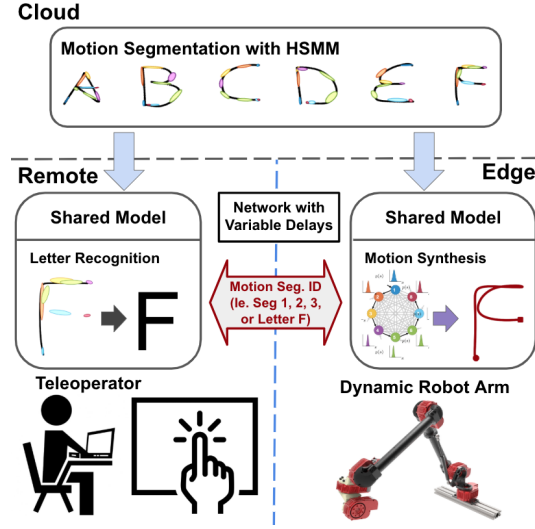 Cloud
Motion Segmentation with HSMM
A B C D E F
Remote
Edge
Shared Model
Letter Recognition
F
Network with
Variable Delays
Motion Seg. ID
(Ie. Seg 1, 2, 3,
or Letter F)
Shared Model
Motion Synthesis
F
Teleoperator
Dynamic Robot Arm